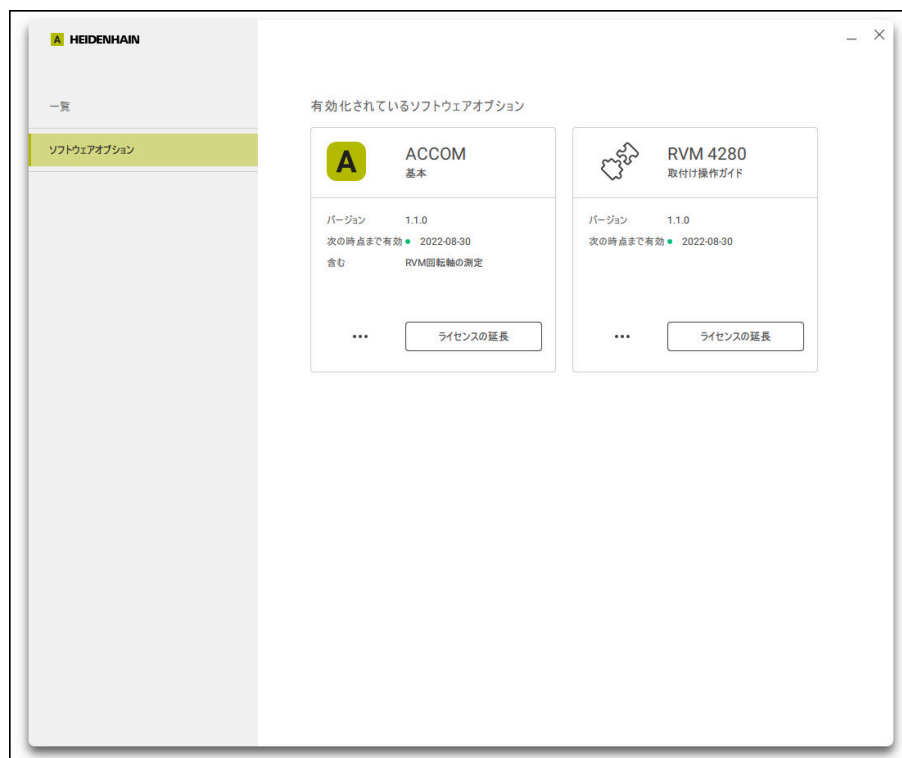 A HEIDENHAIN
一覧
ソフトウェアオプション
有効化されているソフトウェアオプション
A
ACCOM
基本
バージョン 1.1.0
次の時点まで有効 2022-08-30
含む RVM回転軸の測定
ライセンスの延長
RVM 4280
取付け操作ガイド
バージョン 1.1.0
次の時点まで有効 2022-08-30
ライセンスの延長